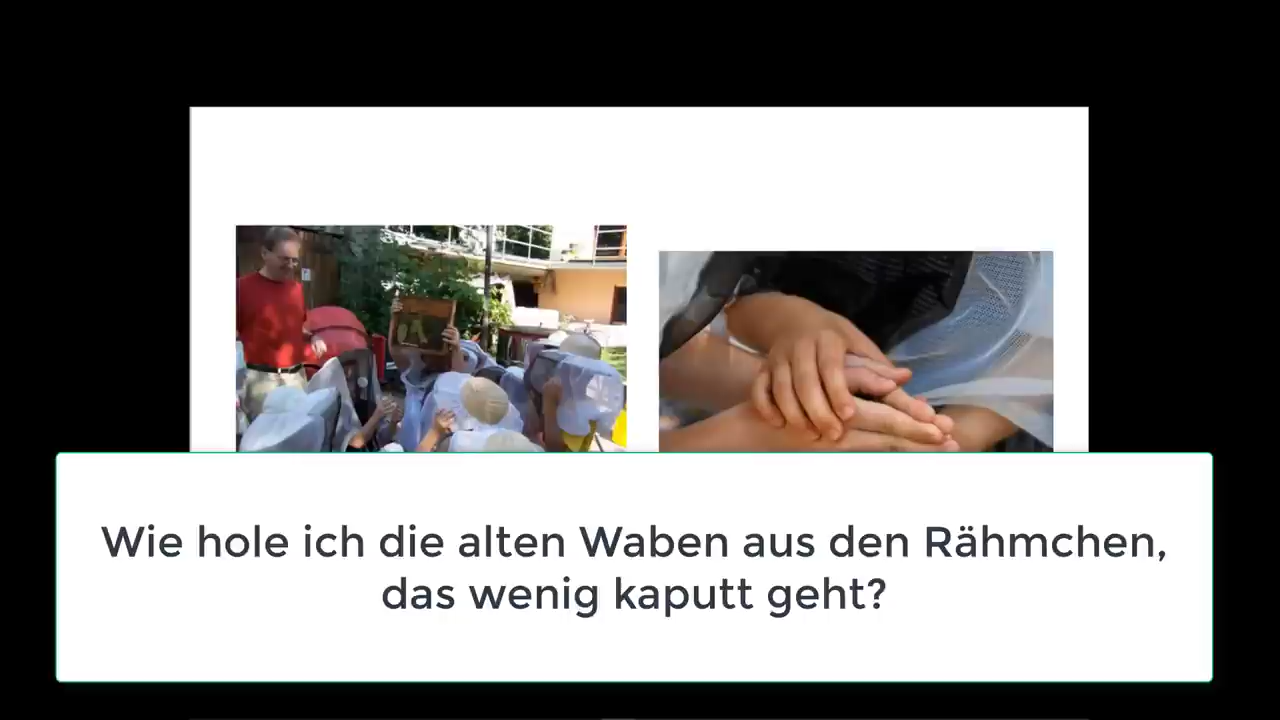 Wie hole ich die alten Waben aus den Rähmchen,
das wenig kaputt geht?